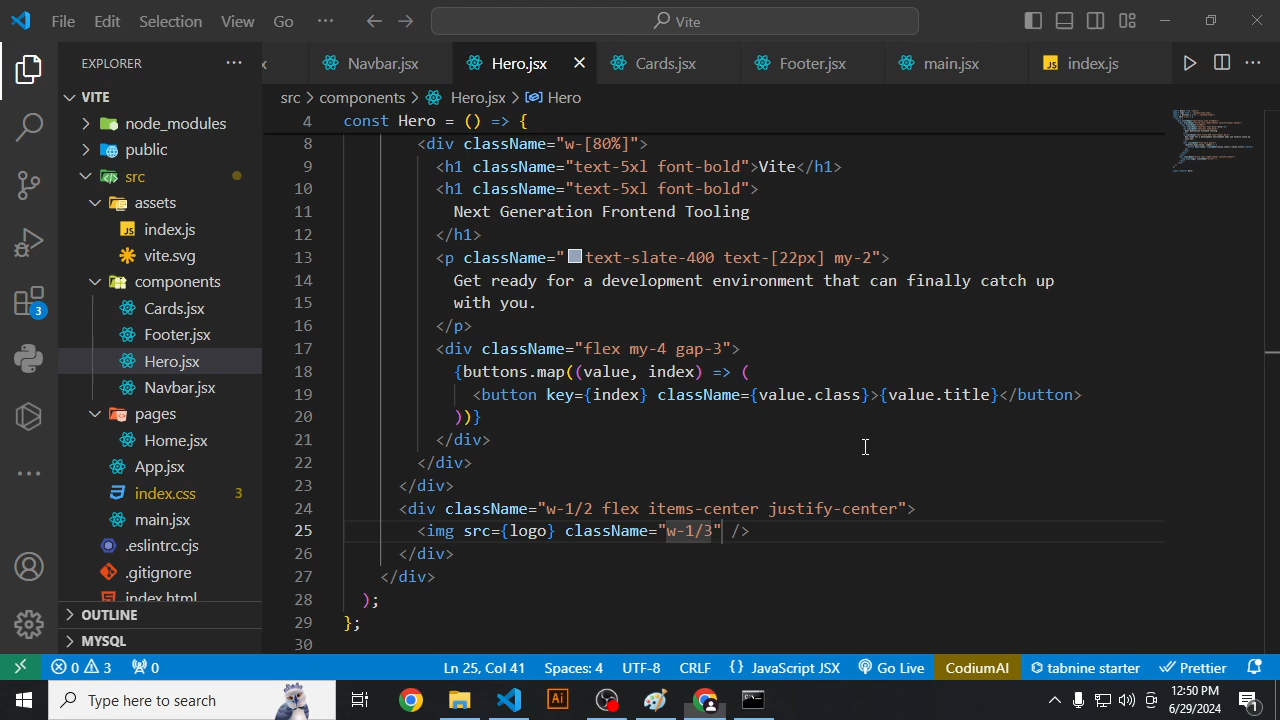 File Edit Selection View Go ··· Vite
EXPLORER ···
Navbar.jsx Hero.jsx Cards.jsx Footer.jsx main.jsx index.js ···
VITE
node_modules
public
src
assets
index.js
vite.svg
components
Cards.jsx
Footer.jsx
Hero.jsx
Navbar.jsx
pages
Home.jsx
App.jsx
index.css 3
main.jsx
.eslintrc.cjs
.gitignore
index.html
OUTLINE
MYSQL
3
src > components > Hero.jsx > Hero
4 const Hero = () => {
8 <div className="w-[80%]">
9 <h1 className="text-5xl font-bold">Vite</h1>
10 <h1 className="text-5xl font-bold">
11 Next Generation Frontend Tooling
12 </h1>
13 <p className="text-slate-400 text-[22px] my-2">
14 Get ready for a development environment that can finally catch up
15 with you.
16 </p>
17 <div className="flex my-4 gap-3">
18 {buttons.map((value, index) => (
19 <button key={index} className={value.class}>{value.title}</button>
20 ))}
21 </div>
22 </div>
23 </div>
24 <div className="w-1/2 flex items-center justify-center">
25 <img src={logo} className="w-1/3" />
26 </div>
27 </div>
28 );
29 };
30
0 3 0 Ln 25, Col 41 Spaces: 4 UTF-8 CRLF {} JavaScript JSX Go Live CodiumAI tabnine starter Prettier
Type here to search
Ai
12:50 PM
6/29/2024
1